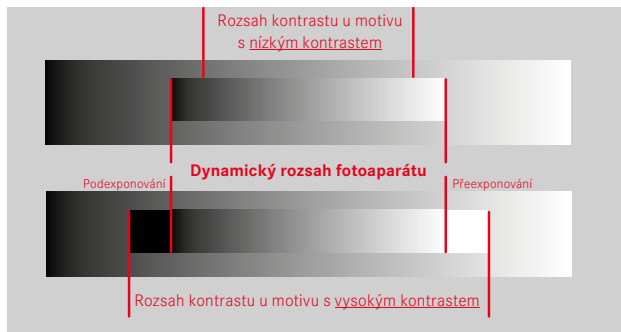 Rozsah kontrastu u motivu
s nízkým kontrastem
Dynamický rozsah fotoaparátu
Podexponování
Přeexponování
Rozsah kontrastu u motivu s vysokým kontrastem